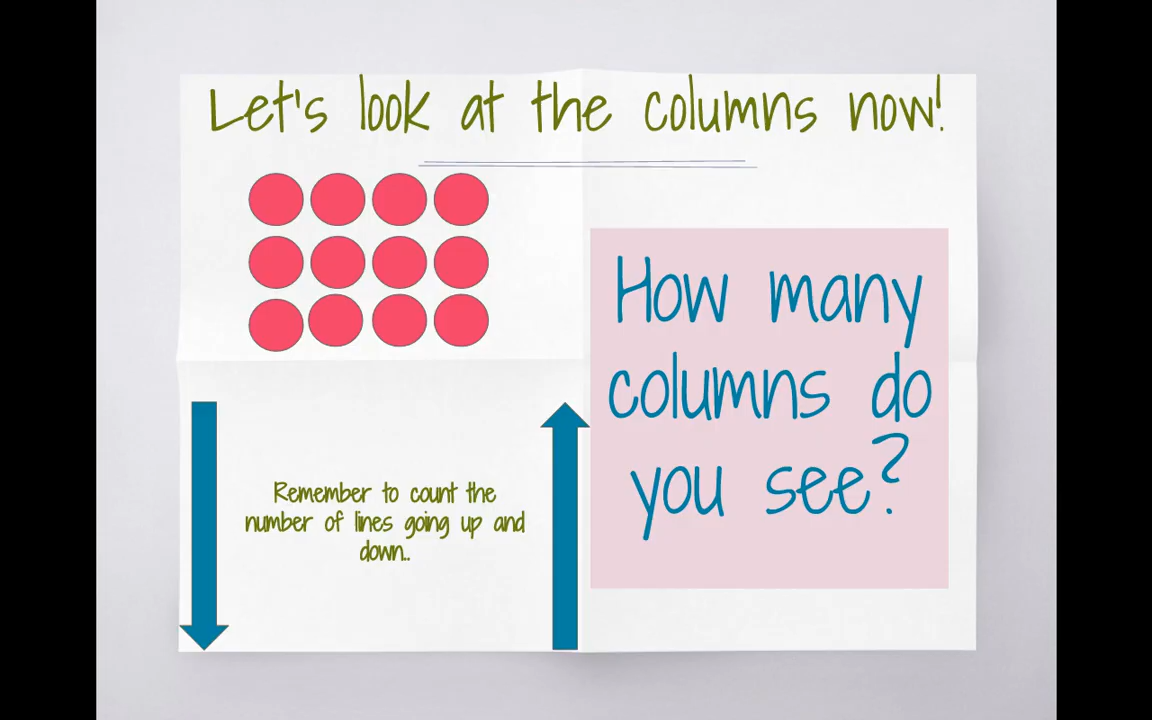 Let's look at the columns now!
How many
columns do
you see?
Remember to count the
number of lines going up and
down..